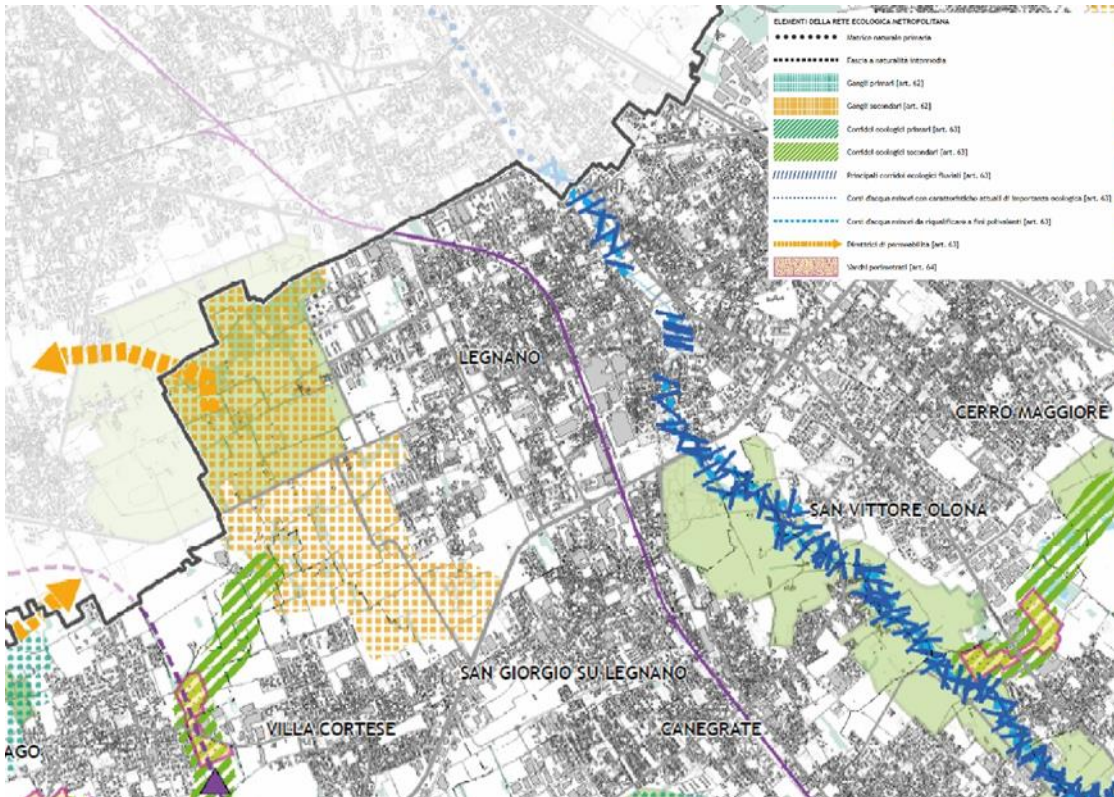 ELEMENTI DELLA RETE ECOLOGICA METROPOLITANA
Matrice naturale primaria
Fascia a naturalità intermedia
Gangli primari [art. 62]
Gangli secondari [art. 62]
Corridoi ecologici primari [art. 63]
Corridoi ecologici secondari [art. 63]
Principali corridoi ecologici fluviali [art. 63]
Corsi d'acqua minori con caratteristiche attuali di importanza ecologica [art. 63]
Corsi d'acqua minori da riqualificare a fini polivalenti [art. 63]
Direttrici di permeabilità [art. 63]
Varchi perimetrati [art. 64]
LEGNANO
CERRO MAGGIORE
SAN VITTORE OLONA
SAN GIORGIO SU LEGNANO
VILLA CORTESE
CANEGRATE
AGO